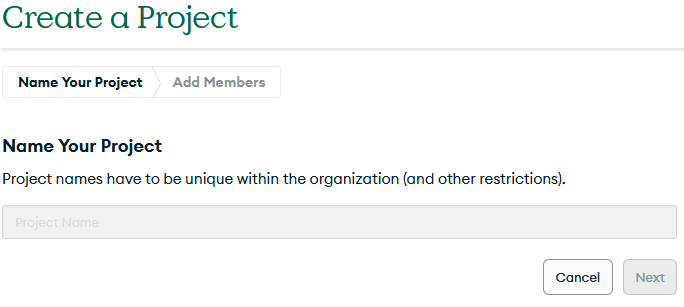 Create a Project
Name Your Project
Add Members
Name Your Project
Project names have to be unique within the organization (and other restrictions).
Project Name
Cancel
Next